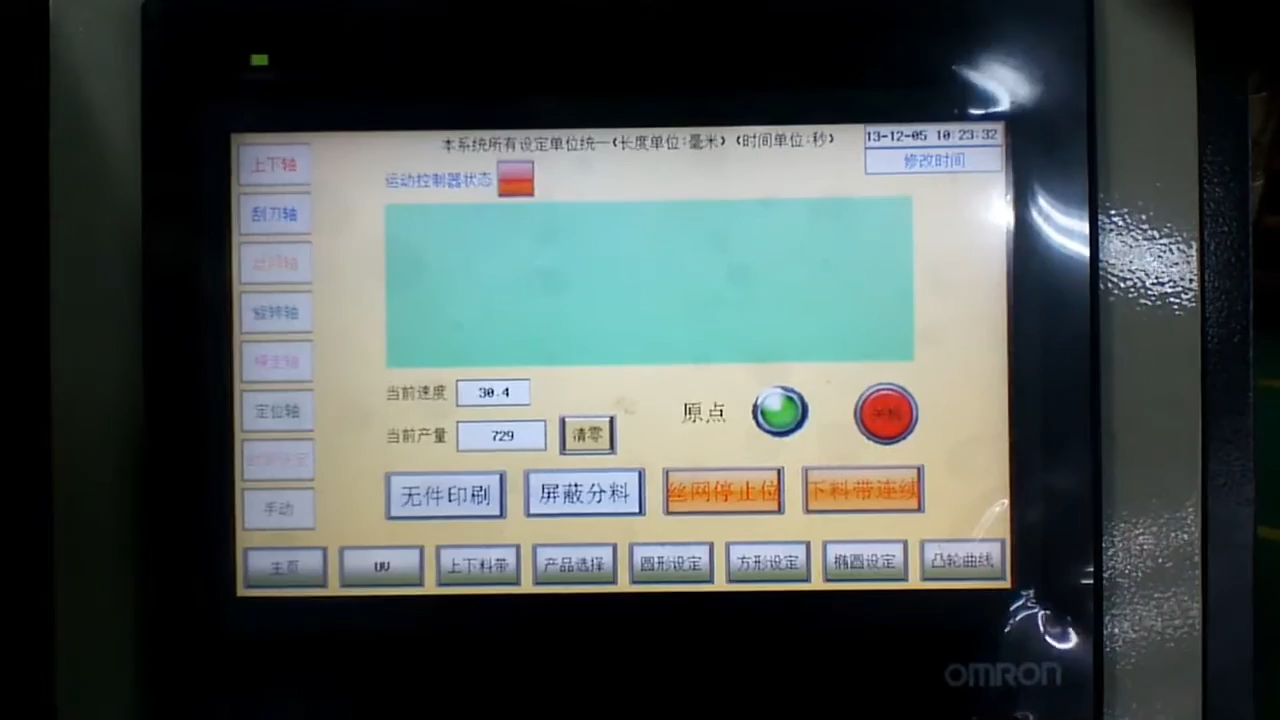 本系统所有设定单位统一(长度单位:毫米)(时间单位:秒)
13-12-05 10:23:32
修改时间
运动控制器状态
上下轴
刮刀轴
丝网轴
旋转轴
横走轴
定位轴
手动
当前速度 30.4
当前产量 729 清零
原点
无件印刷 屏蔽分料 丝网停止位 下料带连续
主页 UV 上下料带 产品选择 圆形设定 方形设定 椭圆设定 凸轮曲线
OMRON